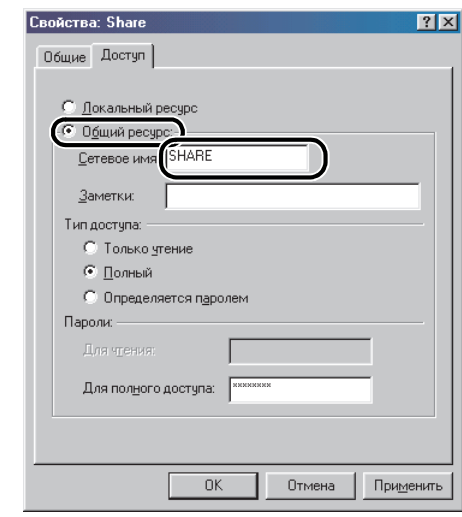 Свойства: Share
Общие Доступ
Локальный ресурс
Общий ресурс:
Сетевое имя SHARE
Заметки:
Тип доступа:
Только чтение
Полный
Определяется паролем
Пароли:
Для чтения:
Для полного доступа: ********
OK Отмена Применить